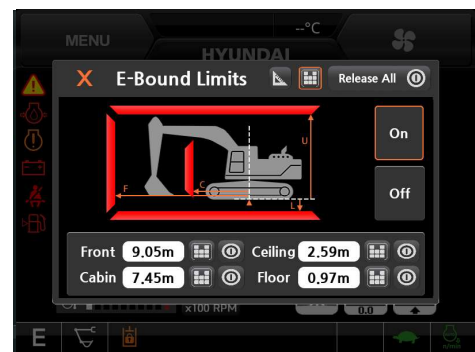 --°C
MENU
HYUNDAI
X E-Bound Limits Release All
On
U
F C
L
Off
Front 9.05m Ceiling 2.59m
Cabin 7.45m Floor 0.97m
x100 RPM 0.0
E